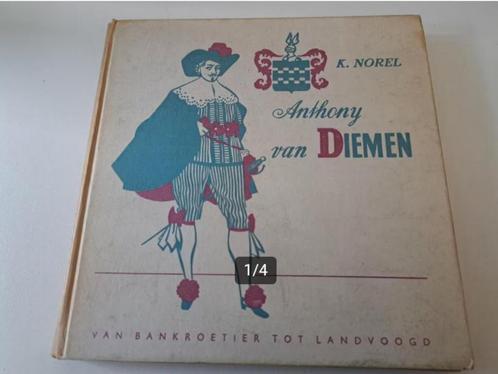 K. NOREL
Anthony
van DIEMEN
1/4
VAN BANKROETIER TOT LANDVOOGD